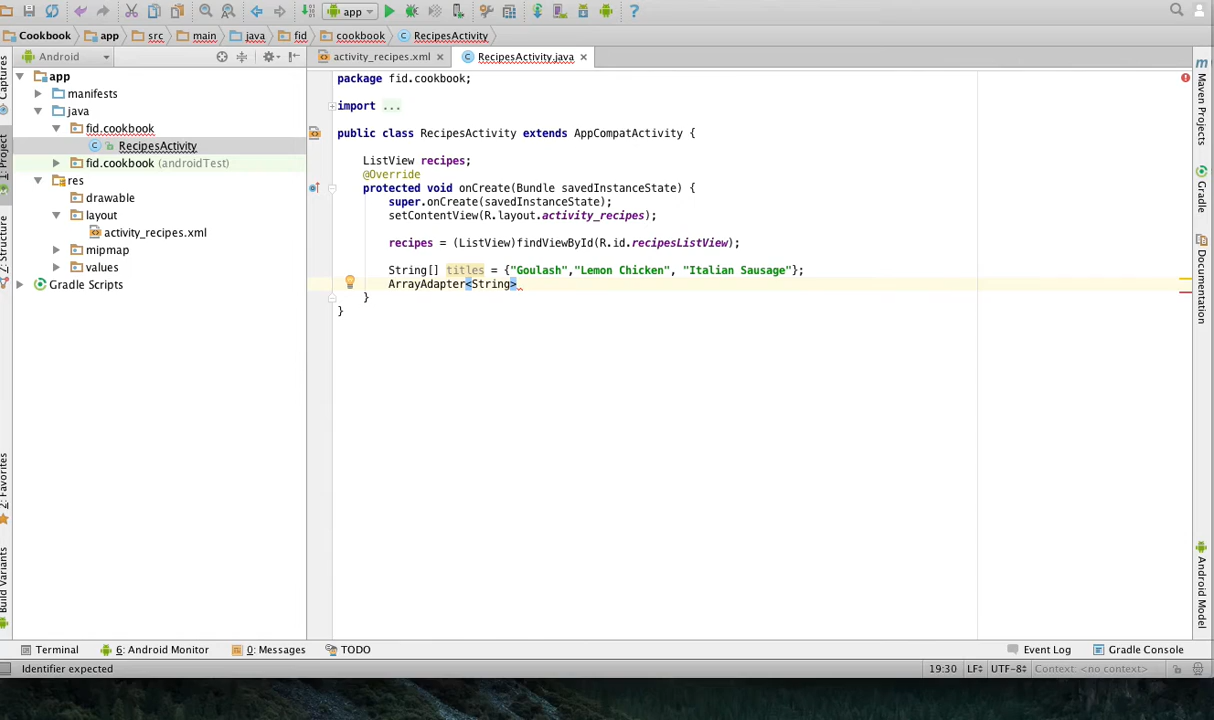 app
Cookbook
app
src
main
java
fid
cookbook
RecipesActivity
Android
activity_recipes.xml
RecipesActivity.java
Captures
1: Project
Z: Structure
2: Favorites
Build Variants
app
manifests
java
fid.cookbook
RecipesActivity
fid.cookbook (androidTest)
res
drawable
layout
activity_recipes.xml
mipmap
values
Gradle Scripts
package fid.cookbook;
import ...
public class RecipesActivity extends AppCompatActivity {
ListView recipes;
@Override
protected void onCreate(Bundle savedInstanceState) {
super.onCreate(savedInstanceState);
setContentView(R.layout.activity_recipes);
recipes = (ListView)findViewById(R.id.recipesListView);
String[] titles = {"Goulash","Lemon Chicken", "Italian Sausage"};
ArrayAdapter<String>
}
}
m
Maven Projects
Gradle
Documentation
Android Model
Terminal
6: Android Monitor
0: Messages
TODO
Event Log
Gradle Console
Identifier expected
19:30
LF
UTF-8
Context: <no context>